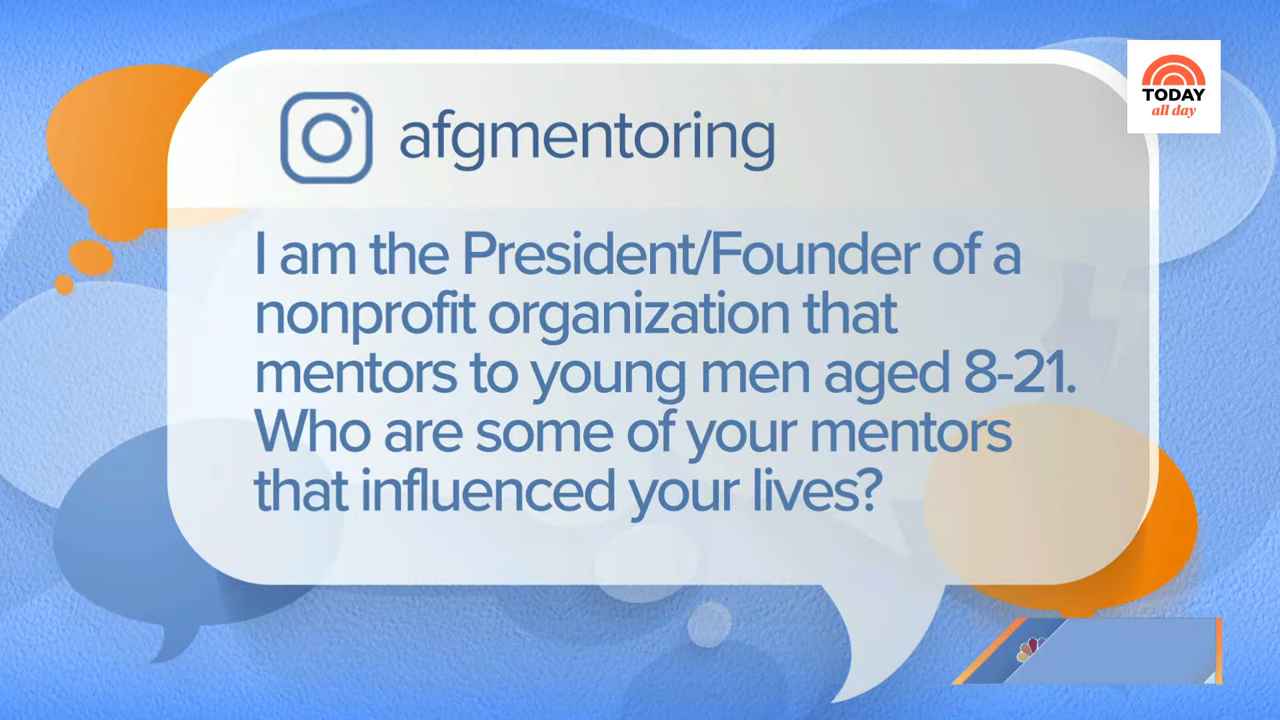 TODAY
all day
afgmentoring
I am the President/Founder of a
nonprofit organization that
mentors to young men aged 8-21.
Who are some of your mentors
that influenced your lives?